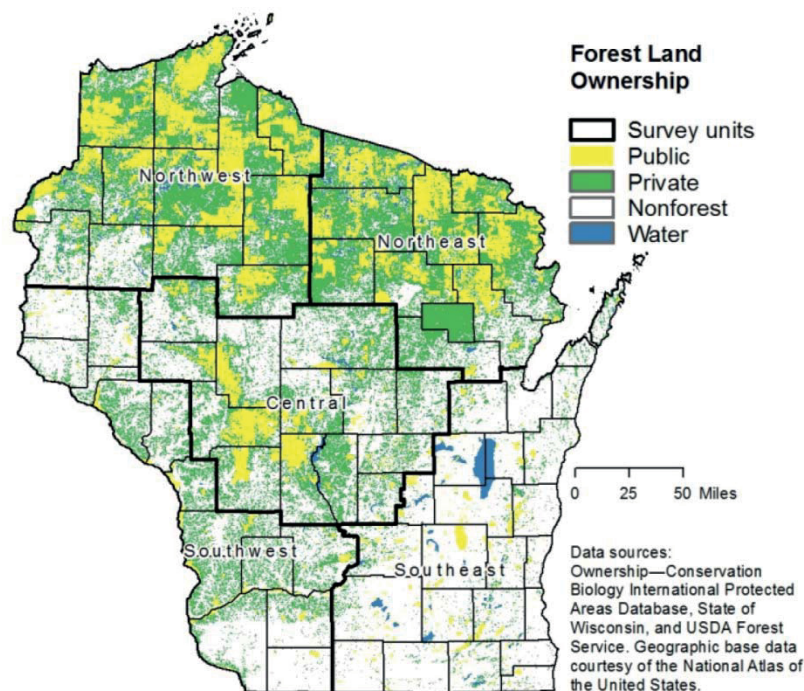 Forest Land
Ownership
Survey units
Public
Private
Nonforest
Water
Northwest
Northeast
Central
Southwest
Southeast
0 25 50 Miles
Data sources:
Ownership—Conservation
Biology International Protected
Areas Database, State of
Wisconsin, and USDA Forest
Service. Geographic base data
courtesy of the National Atlas of
the United States.